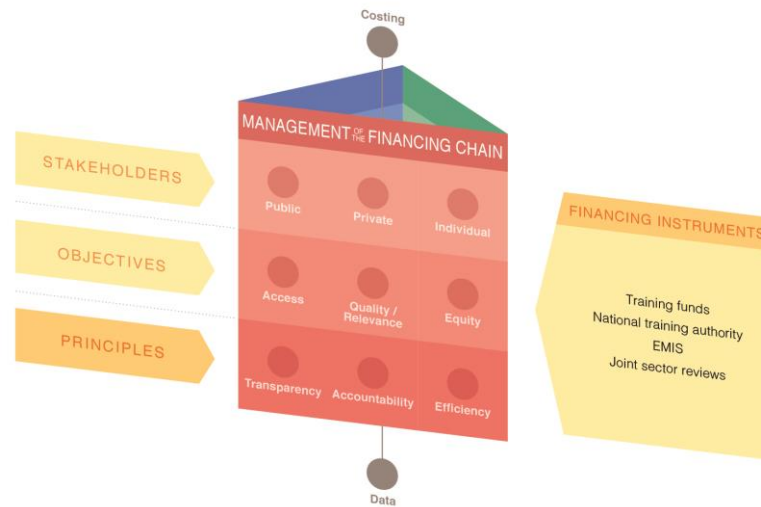 Costing
MANAGEMENT OF THE FINANCING CHAIN
STAKEHOLDERS
Public
Private
Individual
FINANCING INSTRUMENTS
OBJECTIVES
Access
Quality /
Relevance
Equity
Training funds
National training authority
EMIS
Joint sector reviews
PRINCIPLES
Transparency
Accountability
Efficiency
Data